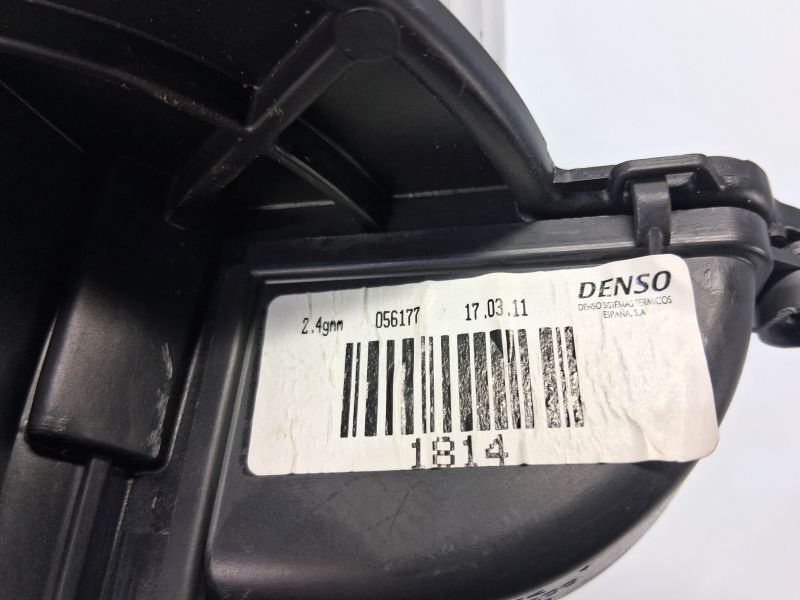 2.4gmm 056177 17.03.11 DENSO
DENSO SISTEMAS TERMICOS
ESPAÑA, S.A
1814